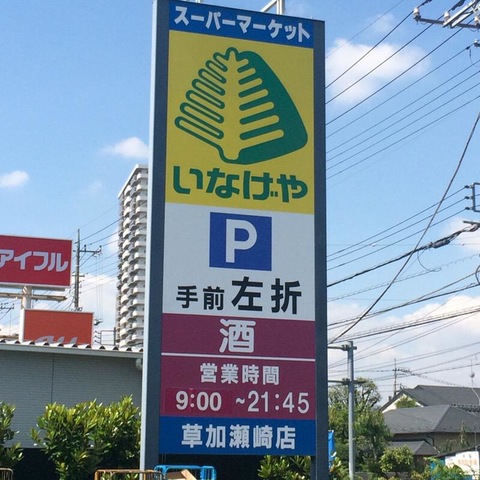 スーパーマーケット
いなげや
P
手前 左折
酒
営業時間
9:00 ~21:45
草加瀬崎店
アイフル
au